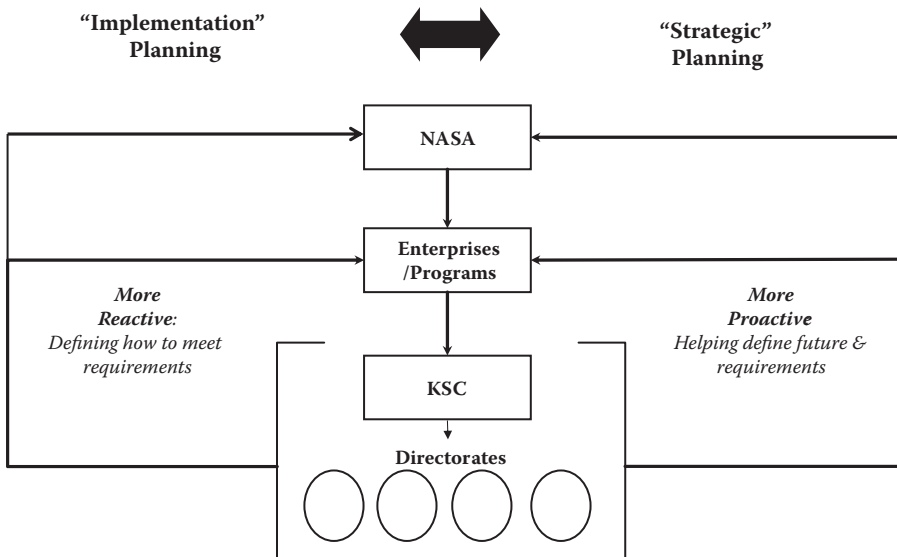 “Implementation”
Planning
“Strategic”
Planning
NASA
Enterprises
/Programs
More
Reactive:
Defining how to meet
requirements
More
Proactive
Helping define future &
requirements
KSC
Directorates